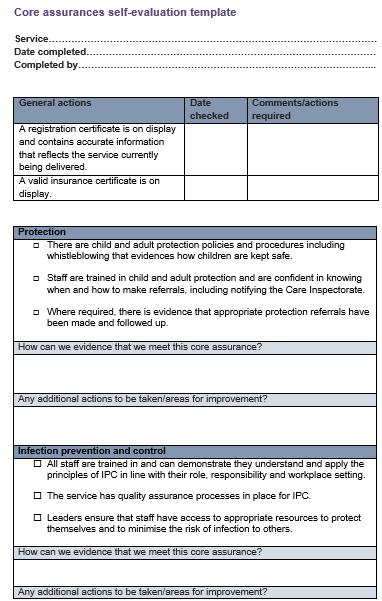 Core assurances self-evaluation template
Service.......................................................................................................
Date completed.........................................................................................
Completed by............................................................................................
General actions Date checked Comments/actions required
A registration certificate is on display
and contains accurate information
that reflects the service currently
being delivered.
A valid insurance certificate is on
display.
Protection
□ There are child and adult protection policies and procedures including
whistleblowing that evidences how children are kept safe.
□ Staff are trained in child and adult protection and are confident in knowing
when and how to make referrals, including notifying the Care Inspectorate.
□ Where required, there is evidence that appropriate protection referrals have
been made and followed up.
How can we evidence that we meet this core assurance?
Any additional actions to be taken/areas for improvement?
Infection prevention and control
□ All staff are trained in and can demonstrate they understand and apply the
principles of IPC in line with their role, responsibility and workplace setting.
□ The service has quality assurance processes in place for IPC.
□ Leaders ensure that staff have access to appropriate resources to protect
themselves and to minimise the risk of infection to others.
How can we evidence that we meet this core assurance?
Any additional actions to be taken/areas for improvement?